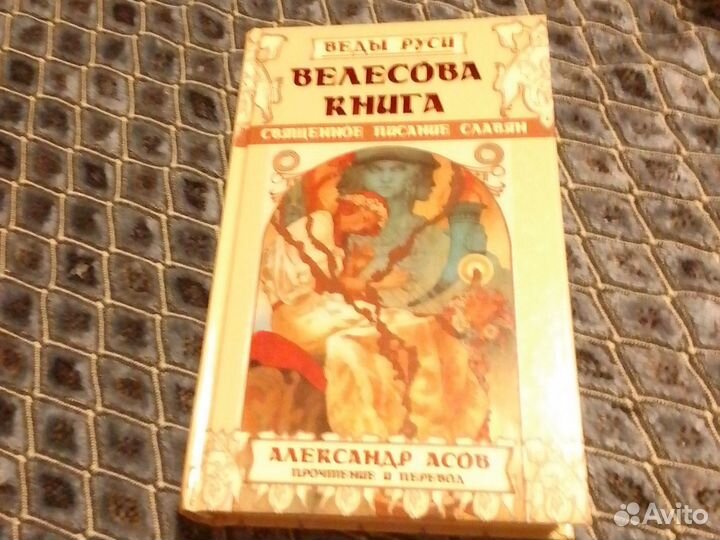 ВЕДЫ РУСИ
ВЕЛЕСОВА
КНИГА
СВЯЩЕННОЕ ПИСАНИЕ СЛАВЯН
АЛЕКСАНДР АСОВ
ПРОЧТЕНИЕ И ПЕРЕВОД
Avito